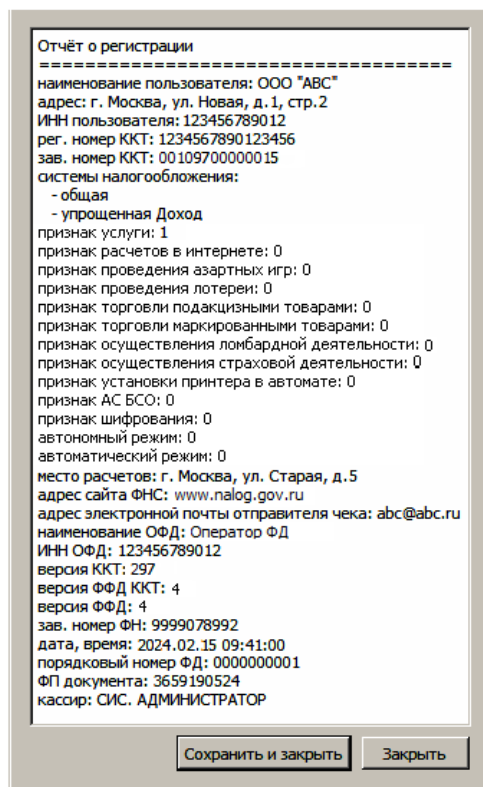 Отчёт о регистрации
=====================================
наименование пользователя: ООО "АВС"
адрес: г. Москва, ул. Новая, д.1, стр.2
ИНН пользователя: 123456789012
рег. номер ККТ: 1234567890123456
зав. номер ККТ: 00109700000015
системы налогообложения:
- общая
- упрощенная Доход
признак услуги: 1
признак расчетов в интернете: 0
признак проведения азартных игр: 0
признак проведения лотереи: 0
признак торговли подакцизными товарами: 0
признак торговли маркированными товарами: 0
признак осуществления ломбардной деятельности: 0
признак осуществления страховой деятельности: 0
признак установки принтера в автомате: 0
признак АС БСО: 0
признак шифрования: 0
автономный режим: 0
автоматический режим: 0
место расчетов: г. Москва, ул. Старая, д.5
адрес сайта ФНС: www.nalog.gov.ru
адрес электронной почты отправителя чека: abc@abc.ru
наименование ОФД: Оператор ФД
ИНН ОФД: 123456789012
версия ККТ: 297
версия ФФД ККТ: 4
версия ФФД: 4
зав. номер ФН: 9999078992
дата, время: 2024.02.15 09:41:00
порядковый номер ФД: 0000000001
ФП документа: 3659190524
кассир: СИС. АДМИНИСТРАТОР
Сохранить и закрыть Закрыть